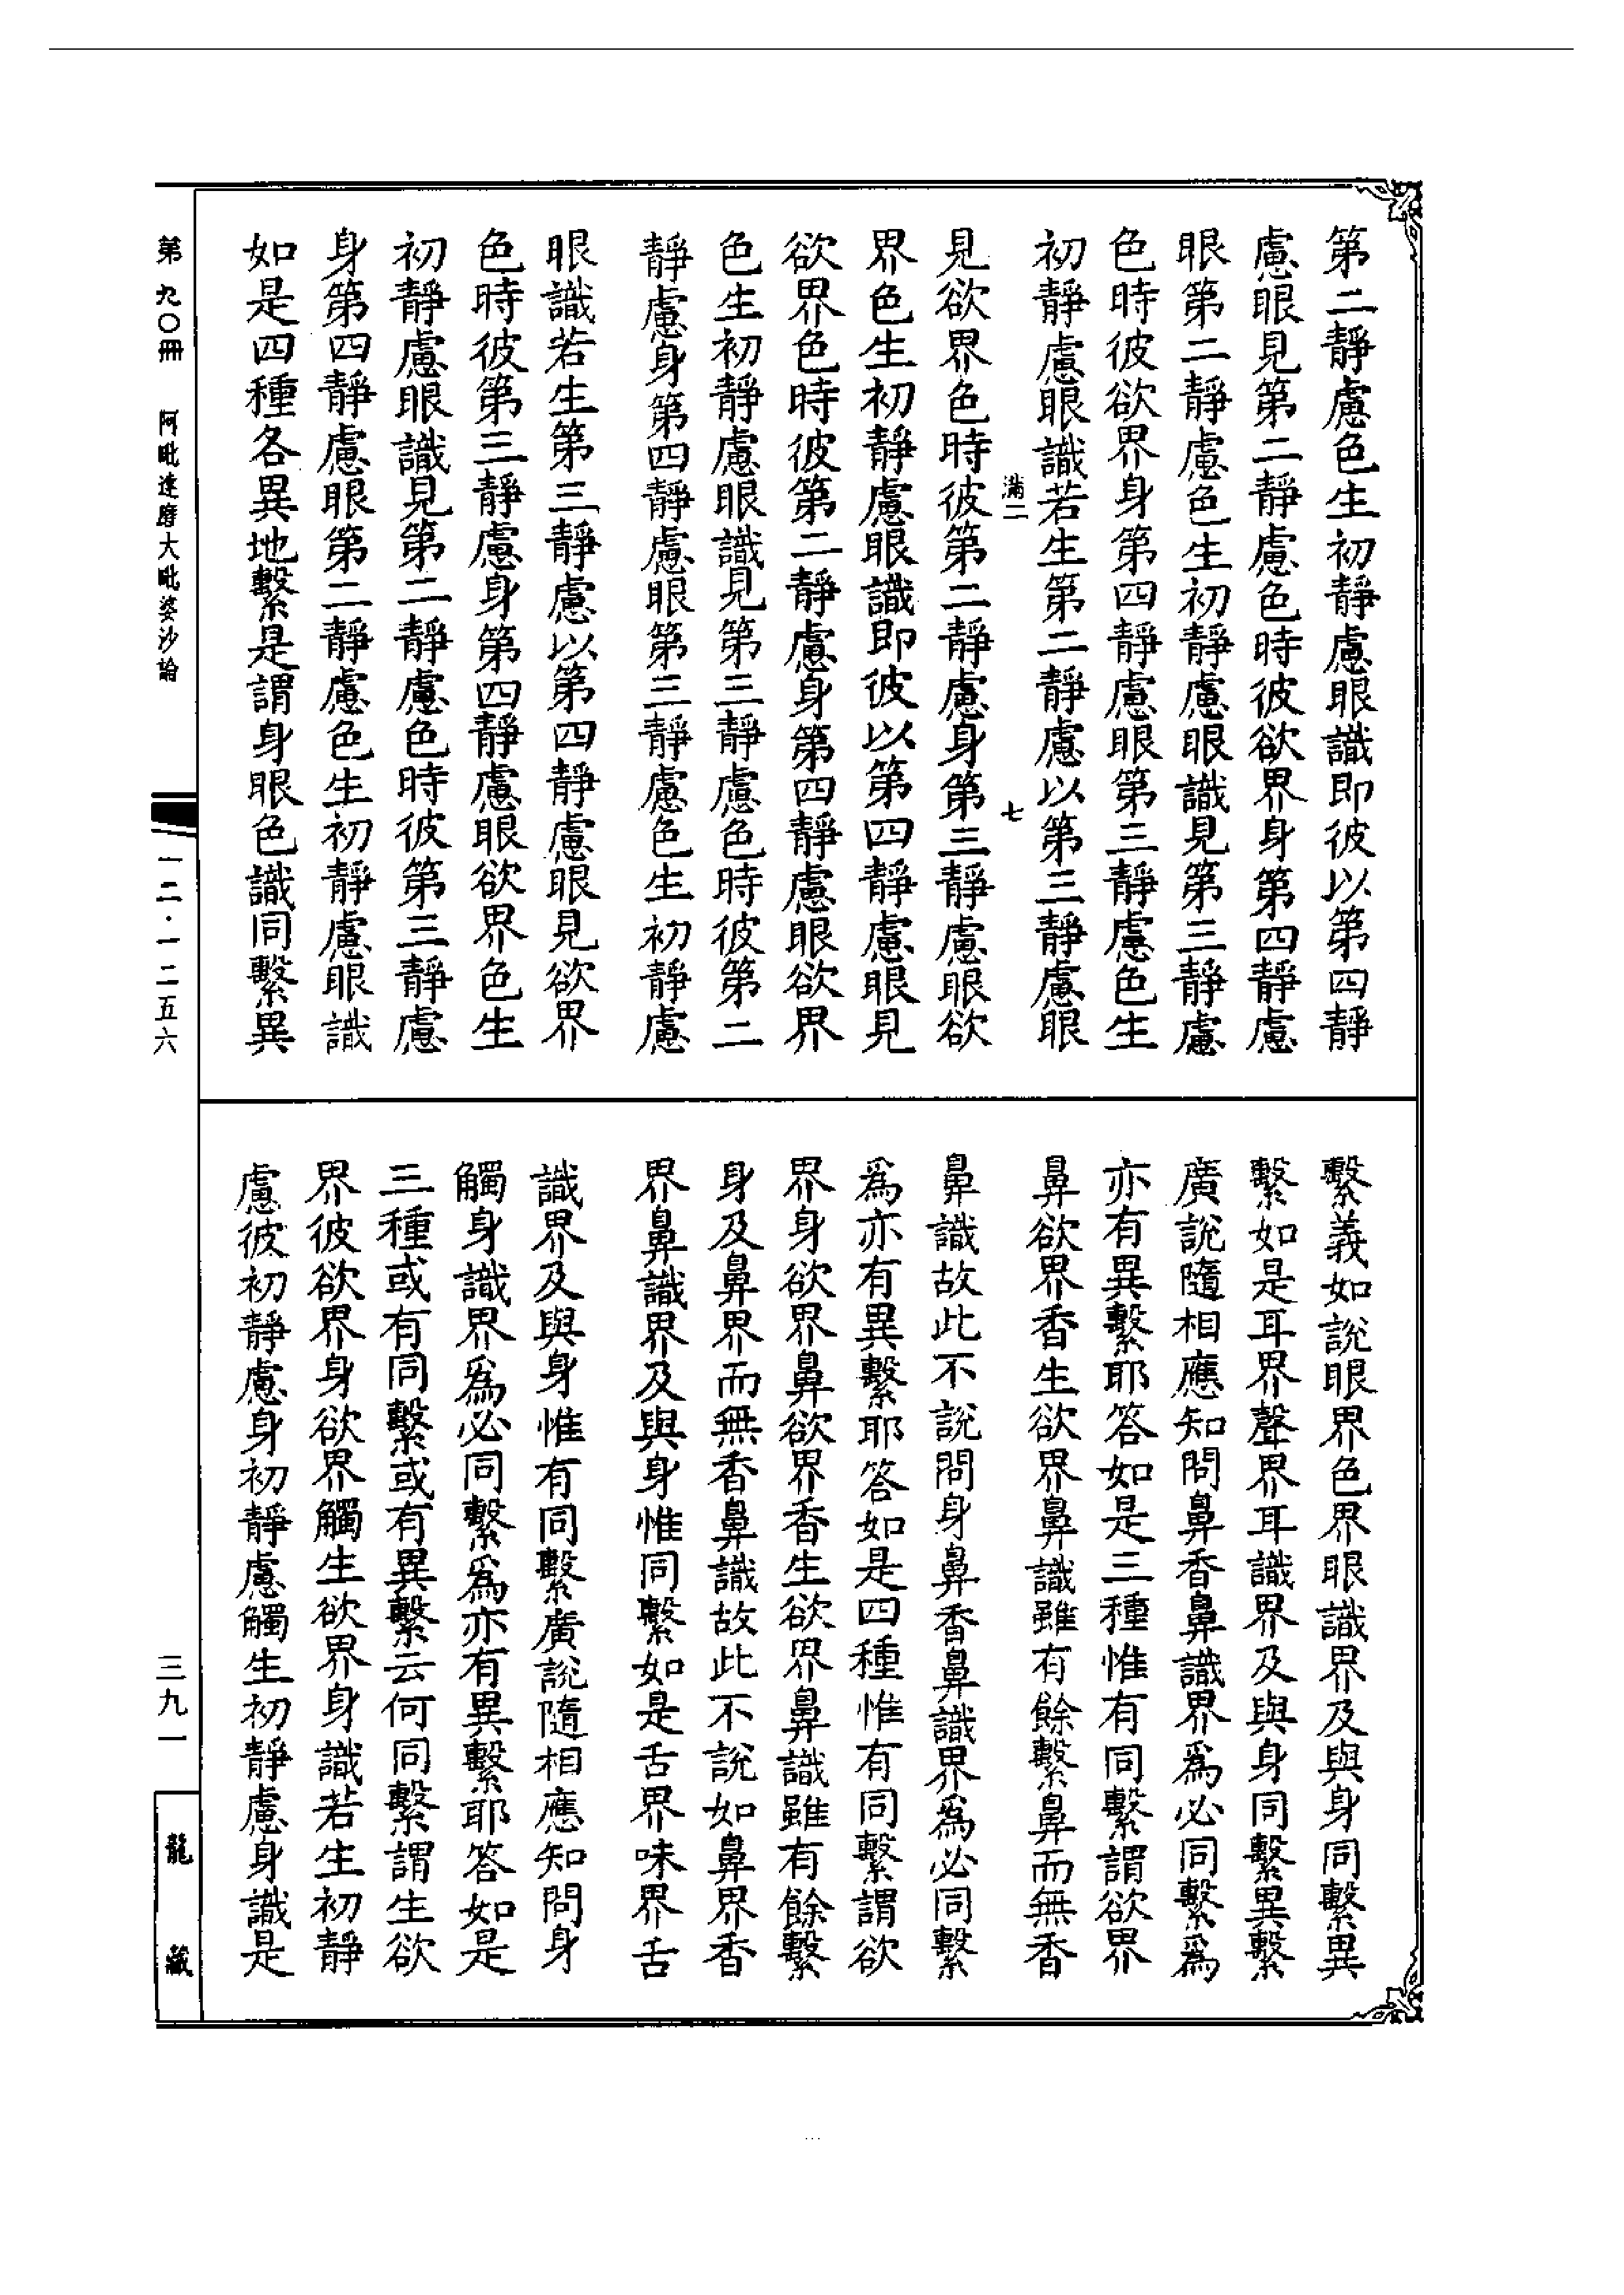 第二靜慮色生初靜慮眼識即彼以第四靜
慮眼見第二靜慮色時彼欲界身第四靜慮
眼第二靜慮色生初靜慮眼識見第三靜慮
色時彼欲界身第四靜慮眼第三靜慮色生
初靜慮眼識若生第二靜慮以第三靜慮眼
滿二
七
見欲界色時彼第二靜慮身第三靜慮眼欲
界色生初靜慮眼識即彼以第四靜慮眼見
欲界色時彼第二靜慮身第四靜慮眼欲界
色生初靜慮眼識見第三靜慮色時彼第二
靜慮身第四靜慮眼第三靜慮色生初靜慮
眼識若生第三靜慮以第四靜慮眼見欲界
色時彼第三靜慮身第四靜慮眼欲界色生
初靜慮眼識見第二靜慮色時彼第三靜慮
身第四靜慮眼第二靜慮色生初靜慮眼識
如是四種各異地繫是謂身眼色識同繫異
繫義如說眼界色界眼識界及與身同繫異
繫如是耳界聲界耳識界及與身同繫異繫
廣說隨相應知問鼻香鼻識界爲必同繫爲
亦有異繫耶答如是三種惟有同繫謂欲界
鼻欲界香生欲界鼻識雖有餘繫鼻而無香
鼻識故此不說問身鼻香鼻識界爲必同繫
爲亦有異繫耶答如是四種惟有同繫謂欲
界身欲界鼻欲界香生欲界鼻識雖有餘繫
身及鼻界而無香鼻識故此不說如鼻界香
界鼻識界及與身惟同繫如是舌界味界舌
識界及與身惟有同繫廣說隨相應知問身
觸身識界爲必同繫爲亦有異繫耶答如是
三種或有同繫或有異繫云何同繫謂生欲
界彼欲界身欲界觸生欲界身識若生初靜
慮彼初靜慮身初靜慮觸生初靜慮身識是
第九〇冊 阿毗達磨大毗婆沙論
一二·一二五六
三九一
龍藏